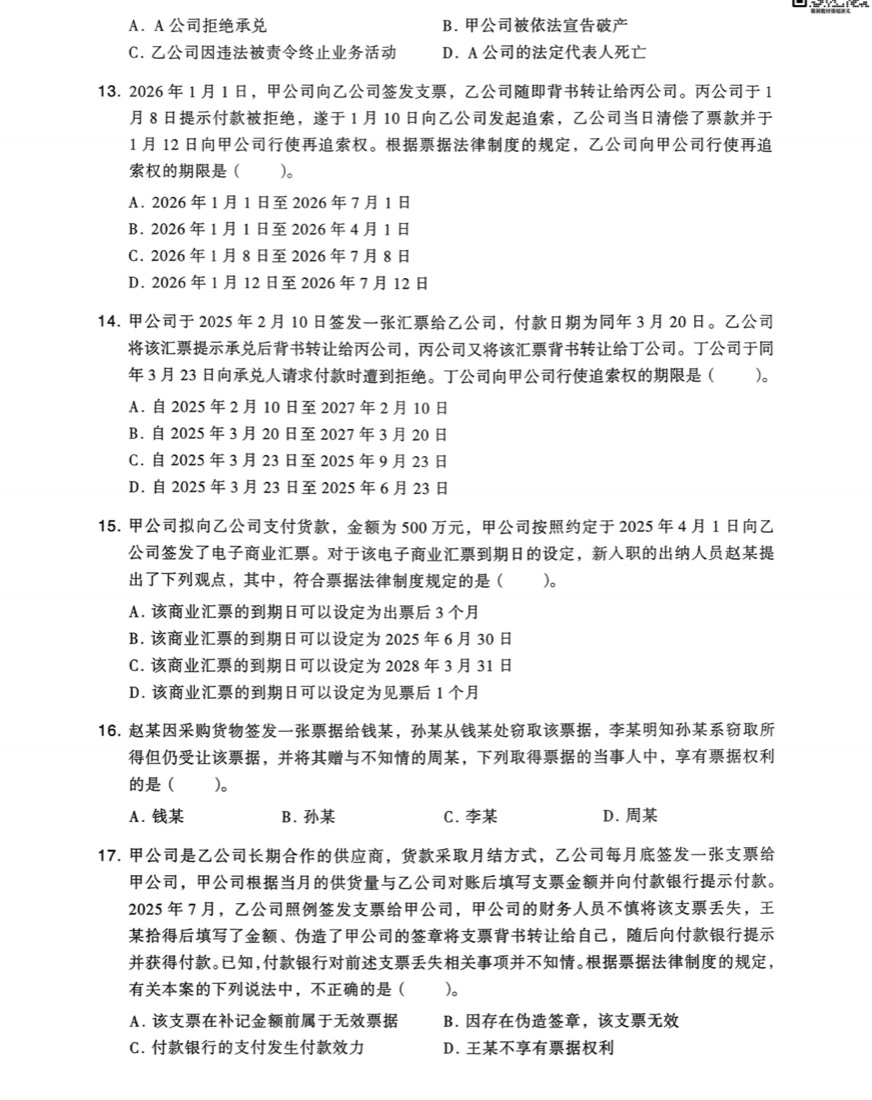 A. A 公司拒绝承兑 B. 甲公司被依法宣告破产
C. 乙公司因违法被责令终止业务活动 D. A 公司的法定代表人死亡
13. 2026 年 1 月 1 日，甲公司向乙公司签发支票，乙公司随即背书转让给丙公司。丙公司于 1
月 8 日提示付款被拒绝，遂于 1 月 10 日向乙公司发起追索，乙公司当日清偿了票款并于
1 月 12 日向甲公司行使再追索权。根据票据法律制度的规定，乙公司向甲公司行使再追
索权的期限是（ ）。
A. 2026 年 1 月 1 日至 2026 年 7 月 1 日
B. 2026 年 1 月 1 日至 2026 年 4 月 1 日
C. 2026 年 1 月 8 日至 2026 年 7 月 8 日
D. 2026 年 1 月 12 日至 2026 年 7 月 12 日
14. 甲公司于 2025 年 2 月 10 日签发一张汇票给乙公司，付款日期为同年 3 月 20 日。乙公司
将该汇票提示承兑后背书转让给丙公司，丙公司又将该汇票背书转让给丁公司。丁公司于同
年 3 月 23 日向承兑人请求付款时遭到拒绝。丁公司向甲公司行使追索权的期限是（ ）。
A. 自 2025 年 2 月 10 日至 2027 年 2 月 10 日
B. 自 2025 年 3 月 20 日至 2027 年 3 月 20 日
C. 自 2025 年 3 月 23 日至 2025 年 9 月 23 日
D. 自 2025 年 3 月 23 日至 2025 年 6 月 23 日
15. 甲公司拟向乙公司支付货款，金额为 500 万元，甲公司按照约定于 2025 年 4 月 1 日向乙
公司签发了电子商业汇票。对于该电子商业汇票到期日的设定，新入职的出纳人员赵某提
出了下列观点，其中，符合票据法律制度规定的是（ ）。
A. 该商业汇票的到期日可以设定为出票后 3 个月
B. 该商业汇票的到期日可以设定为 2025 年 6 月 30 日
C. 该商业汇票的到期日可以设定为 2028 年 3 月 31 日
D. 该商业汇票的到期日可以设定为见票后 1 个月
16. 赵某因采购货物签发一张票据给钱某，孙某从钱某处窃取该票据，李某明知孙某系窃取所
得但仍受让该票据，并将其赠与不知情的周某，下列取得票据的当事人中，享有票据权利
的是（ ）。
A. 钱某 B. 孙某 C. 李某 D. 周某
17. 甲公司是乙公司长期合作的供应商，货款采取月结方式，乙公司每月底签发一张支票给
甲公司，甲公司根据当月的供货量与乙公司对账后填写支票金额并向付款银行提示付款。
2025 年 7 月，乙公司照例签发支票给甲公司，甲公司的财务人员不慎将该支票丢失，王
某拾得后填写了金额、伪造了甲公司的签章将支票背书转让给自己，随后向付款银行提示
并获得付款。已知，付款银行对前述支票丢失相关事项并不知情。根据票据法律制度的规定，
有关本案的下列说法中，不正确的是（ ）。
A. 该支票在补记金额前属于无效票据 B. 因存在伪造签章，该支票无效
C. 付款银行的支付发生付款效力 D. 王某不享有票据权利